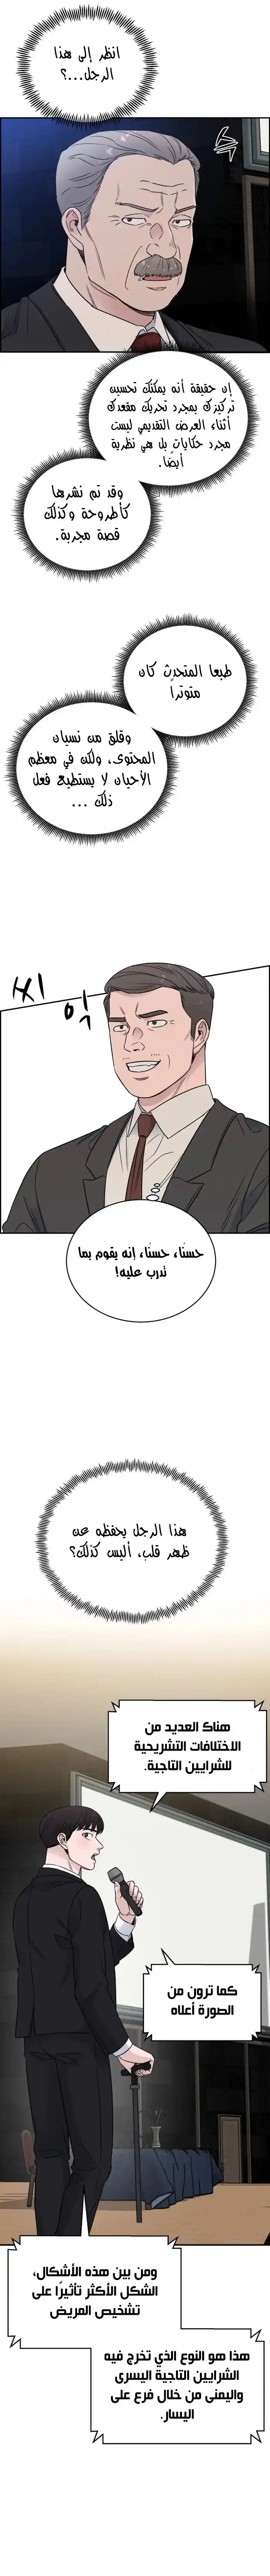 انظر إلى هذا
الرجل...؟
إن حقيقة أنه يمكنك تحسين
تركيزك بمجرد تحريك مقعدك
أثناء العرض التقديمي ليست
مجرد حكايات بل هي نظرية
أيضًا.
وقد تم نشرها
كأطروحة وكذلك
قصة مجربة.
طبعا المتحدث كان
متوتراً
وقلق من نسيان
المحتوى، ولكن في معظم
الأحيان لا يستطيع فعل
ذلك ...
씨
익
حسنًا، حسنًا، إنه يقوم بما
تدرب عليه!
هذا الرجل يحفظه عن
ظهر قلب، أليس كذلك؟
هناك العديد من
الاختلافات التشريحية
للشرايين التاجية.
كما ترون من
الصورة أعلاه
ومن بين هذه الأشكال،
الشكل الأكثر تأثيرًا على
تشخيص المريض
هذا هو النوع الذي تخرج فيه
الشرايين التاجية اليسرى
واليمنى من خلال فرع على
اليسار.